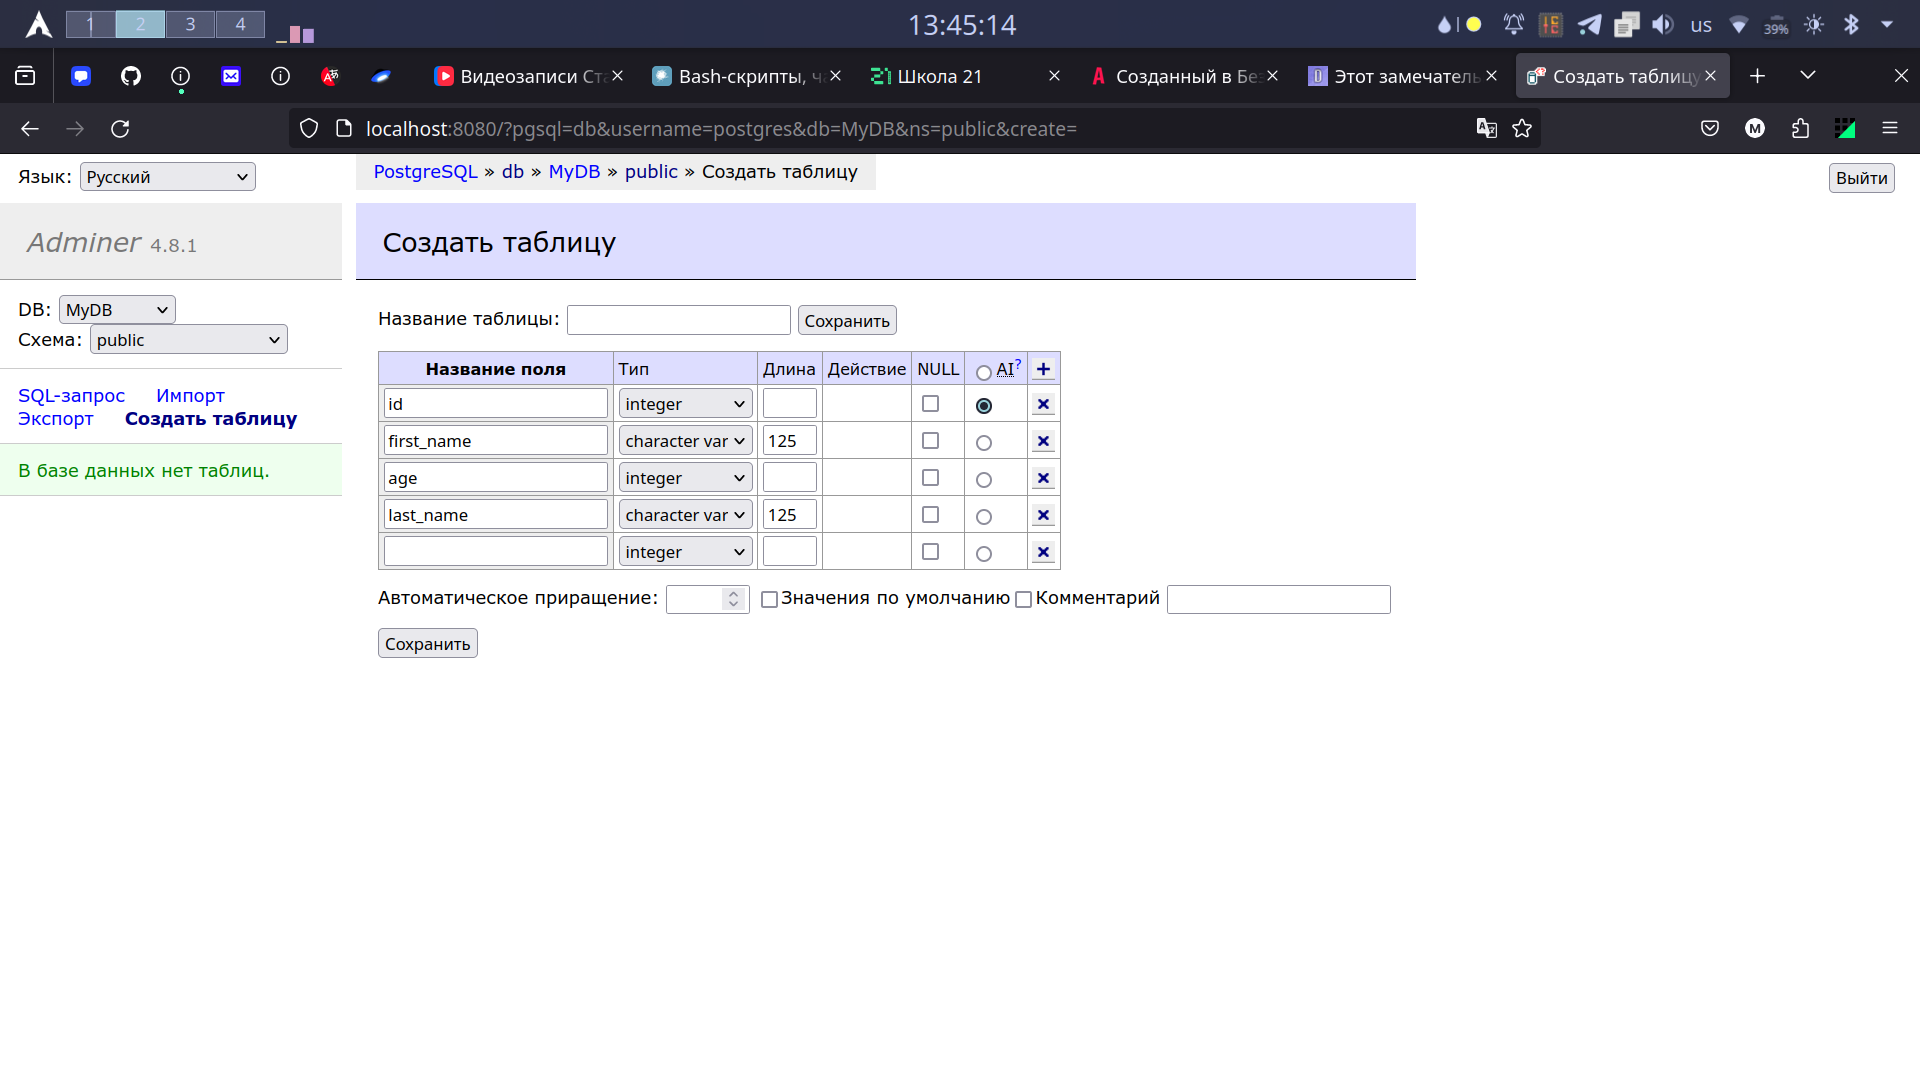 1 2 3 4 13:45:14 us 39%
Видеозаписи Ст Bash-скрипты, ч Школа 21 Созданный в Бе Этот замечатель Создать таблицу
localhost:8080/?pgsql=db&username=postgres&db=MyDB&ns=public&create=
Язык: Русский
PostgreSQL » db » MyDB » public » Создать таблицу
Выйти
Adminer 4.8.1
Создать таблицу
DB: MyDB
Схема: public
SQL-запрос Импорт
Экспорт Создать таблицу
В базе данных нет таблиц.
Название таблицы: Сохранить
Название поля Тип Длина Действие NULL AI? +
id integer
first_name character var 125
age integer
last_name character var 125
integer
Автоматическое приращение: Значения по умолчанию Комментарий
Сохранить